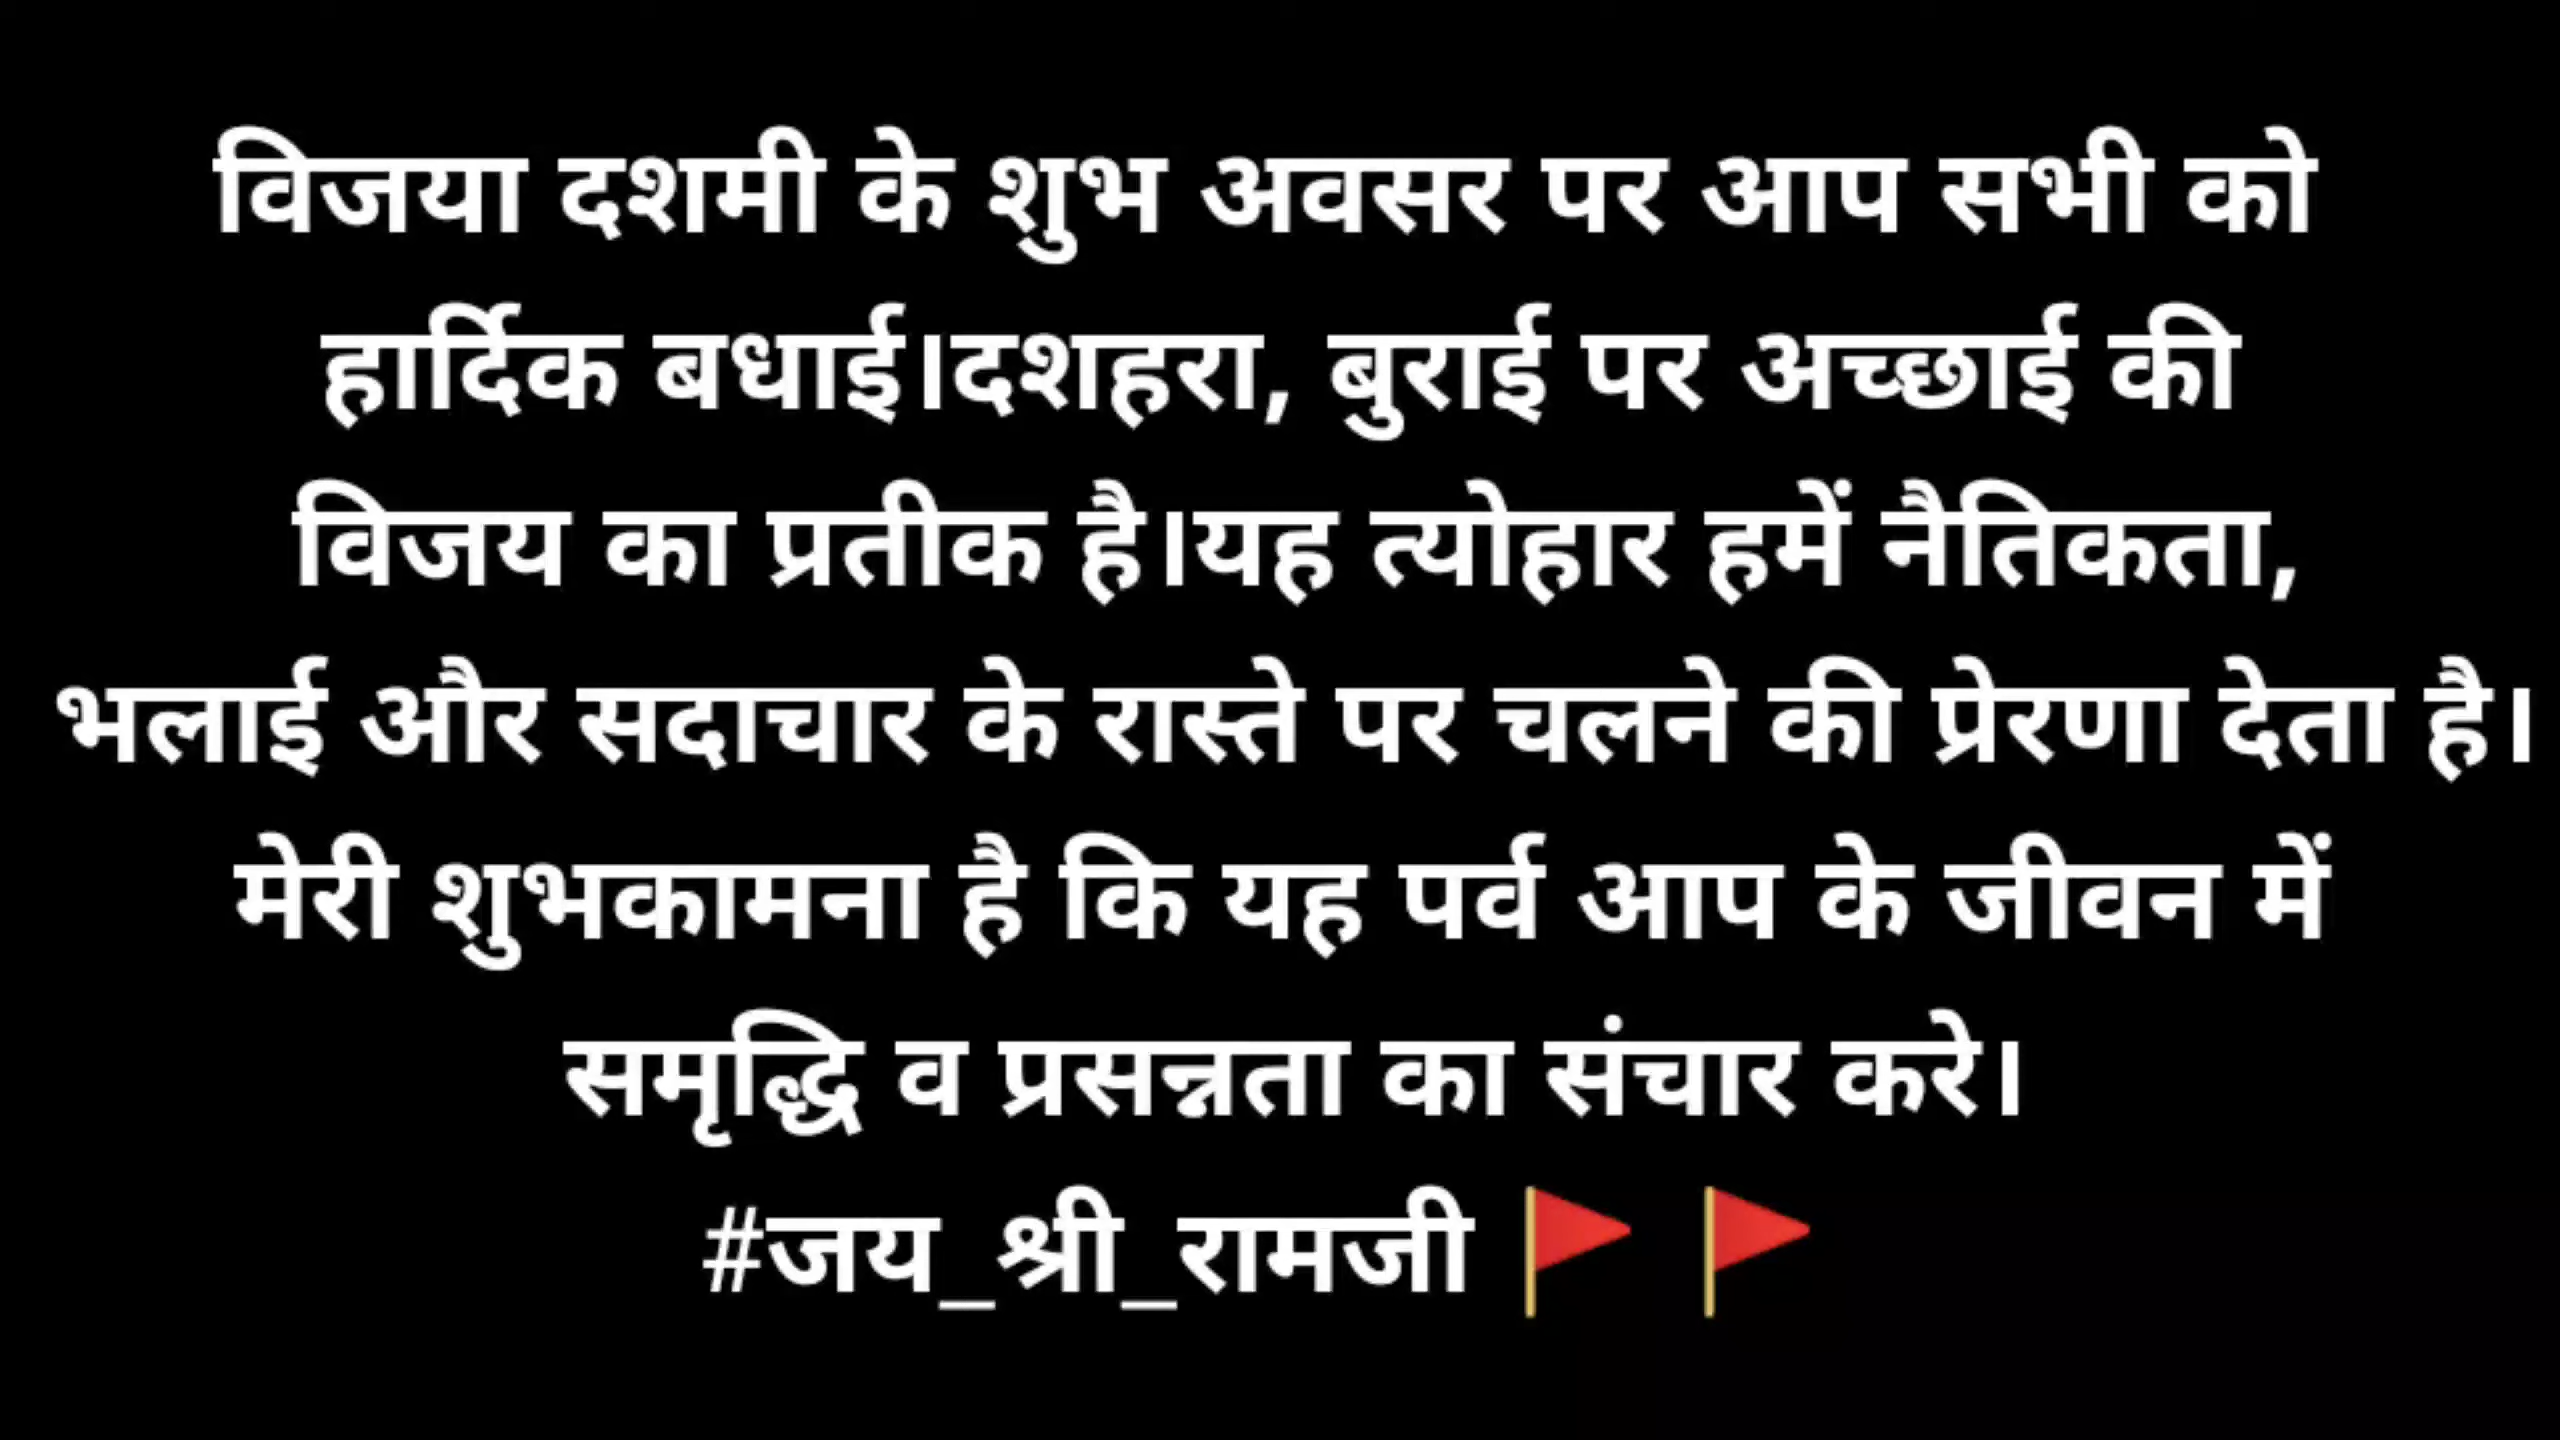 विजया दशमी के शुभ अवसर पर आप सभी को
हार्दिक बधाई।दशहरा, बुराई पर अच्छाई की
विजय का प्रतीक है।यह त्योहार हमें नैतिकता,
भलाई और सदाचार के रास्ते पर चलने की प्रेरणा देता है।
मेरी शुभकामना है कि यह पर्व आप के जीवन में
समृद्धि व प्रसन्नता का संचार करे।
#जय_श्री_रामजी 🚩 🚩